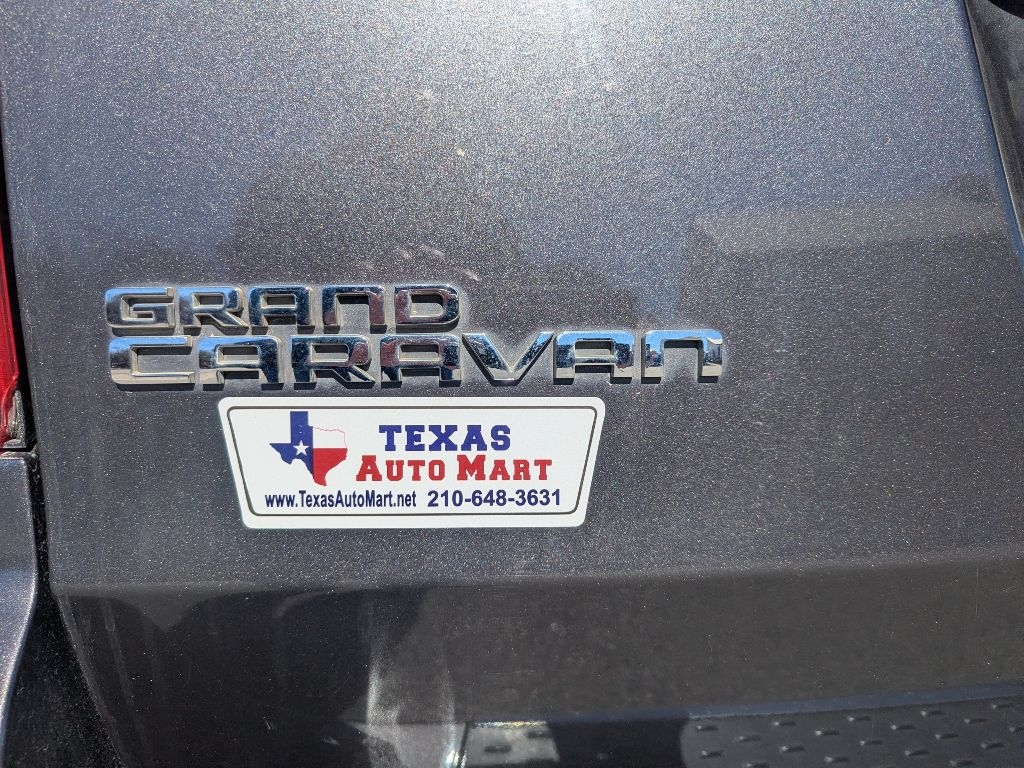 GRAND
CARAVAN
TEXAS
AUTO MART
www.TexasAutoMart.net 210-648-3631